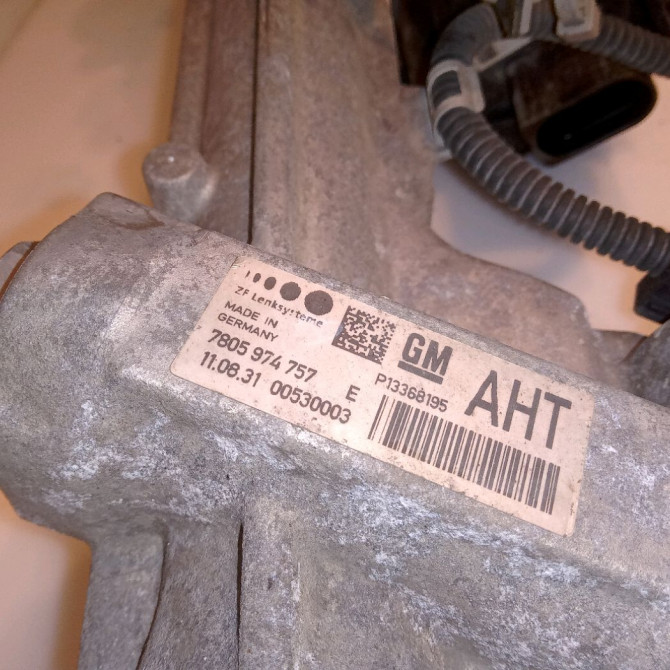 ZF Lenksysteme
MADE IN
GERMANY
7805 974 757
11.08.31 00530003
E
GM
P13368195
AHT